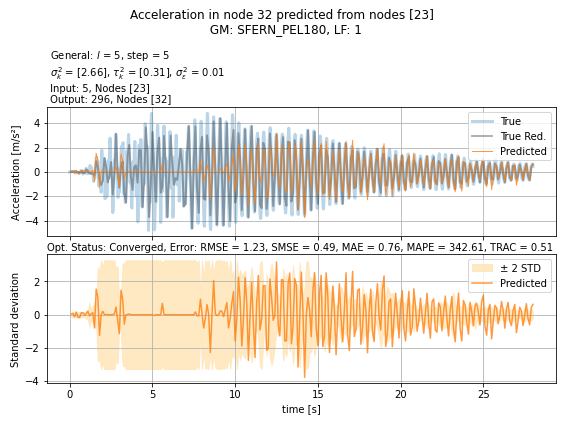 Acceleration in node 32 predicted from nodes [23]
GM: SFERN_PEL180, LF: 1
General: l = 5, step = 5
σ²ₖ = [2.66], τ²ₖ = [0.31], σ²ε = 0.01
Input: 5, Nodes [23]
Output: 296, Nodes [32]
Acceleration [m/s²]
4
2
0
−2
−4
True
True Red.
Predicted
Opt. Status: Converged, Error: RMSE = 1.23, SMSE = 0.49, MAE = 0.76, MAPE = 342.61, TRAC = 0.51
Standard deviation
2
0
−2
−4
± 2 STD
Predicted
0
5
10
15
20
25
time [s]